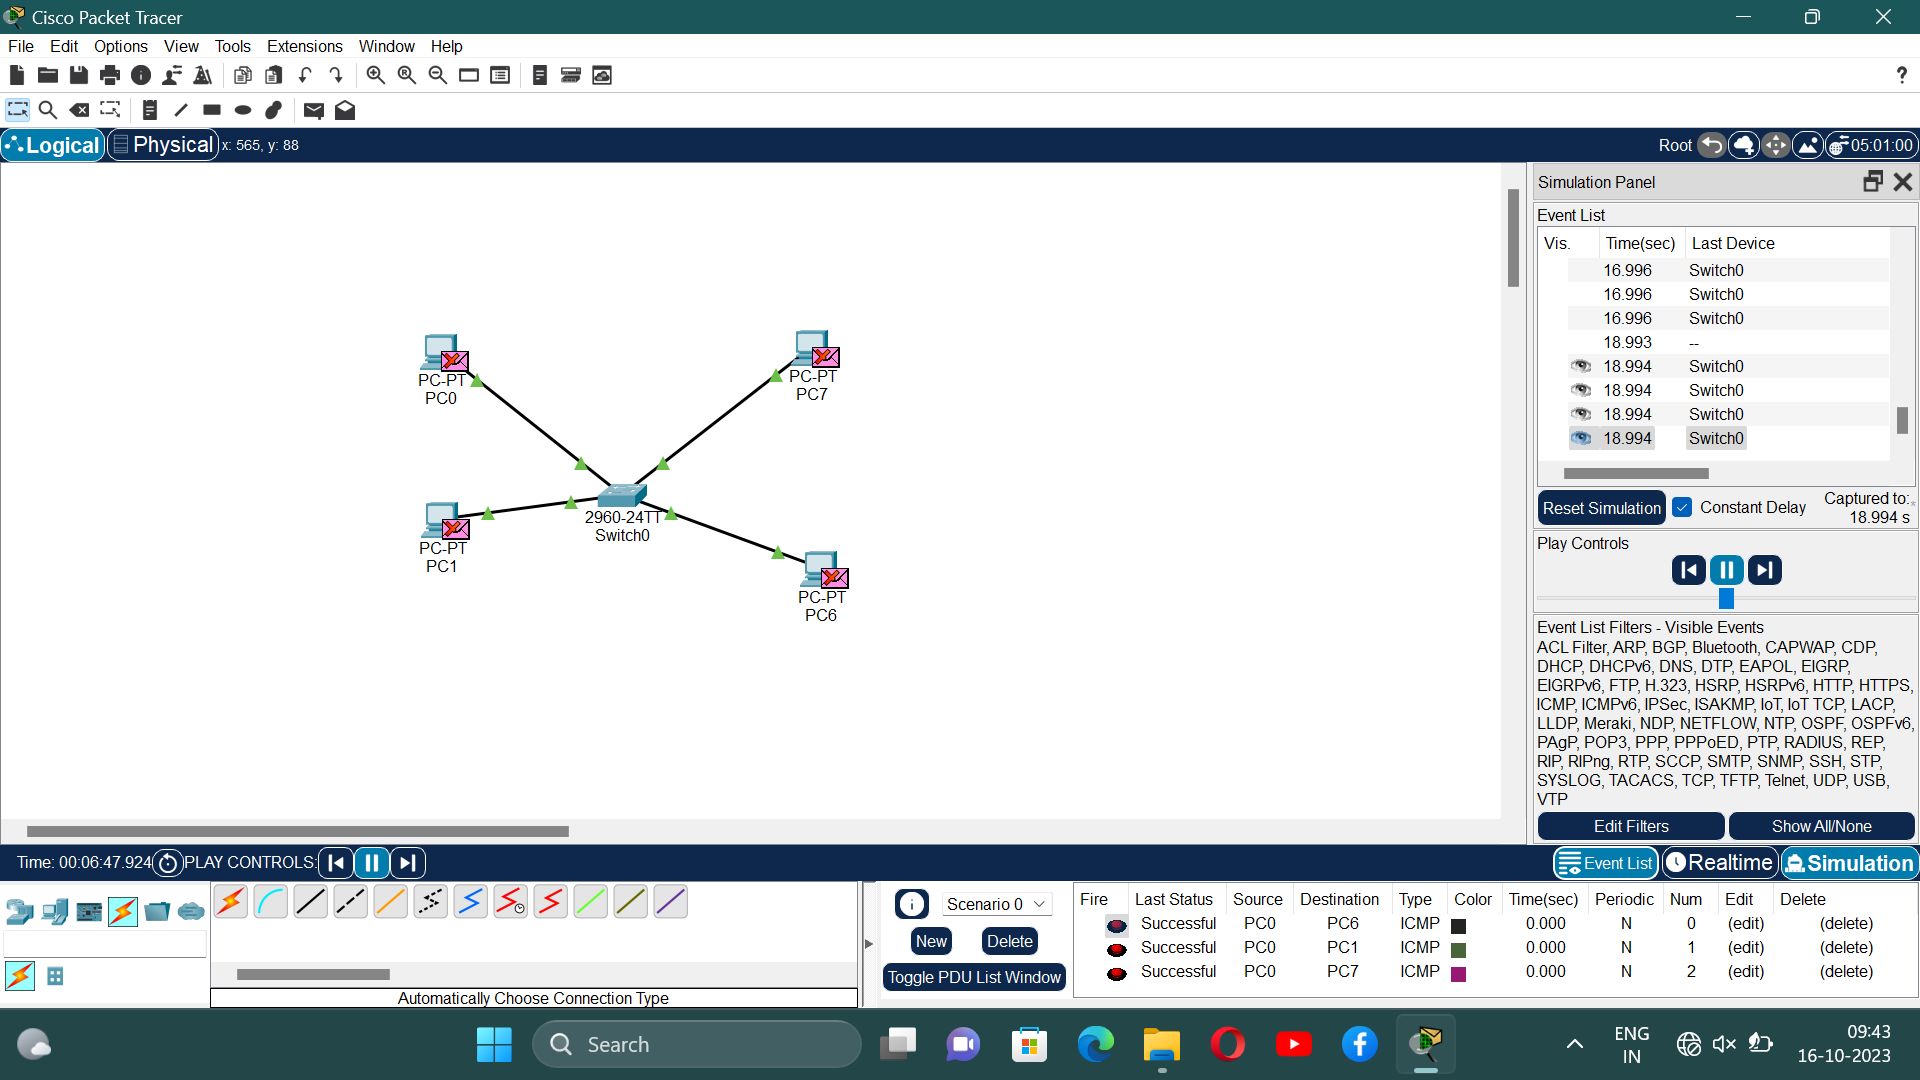 Cisco Packet Tracer
File Edit Options View Tools Extensions Window Help
?
Logical Physical x: 565, y: 88
Root 05:01:00
PC-PT
PC0
PC-PT
PC7
2960-24TT
Switch0
PC-PT
PC1
PC-PT
PC6
Simulation Panel
Event List
Vis. Time(sec) Last Device
16.996 Switch0
16.996 Switch0
16.996 Switch0
18.993 --
18.994 Switch0
18.994 Switch0
18.994 Switch0
18.994 Switch0
Reset Simulation Constant Delay Captured to:
18.994 s
Play Controls
Event List Filters - Visible Events
ACL Filter, ARP, BGP, Bluetooth, CAPWAP, CDP,
DHCP, DHCPv6, DNS, DTP, EAPOL, EIGRP,
EIGRPv6, FTP, H.323, HSRP, HSRPv6, HTTP, HTTPS,
ICMP, ICMPv6, IPSec, ISAKMP, IoT, IoT TCP, LACP,
LLDP, Meraki, NDP, NETFLOW, NTP, OSPF, OSPFv6,
PAgP, POP3, PPP, PPPoED, PTP, RADIUS, REP,
RIP, RIPng, RTP, SCCP, SMTP, SNMP, SSH, STP,
SYSLOG, TACACS, TCP, TFTP, Telnet, UDP, USB,
VTP
Edit Filters Show All/None
Time: 00:06:47.924 PLAY CONTROLS:
Event List Realtime Simulation
Automatically Choose Connection Type
Scenario 0
New Delete
Toggle PDU List Window
Fire Last Status Source Destination Type Color Time(sec) Periodic Num Edit Delete
Successful PC0 PC6 ICMP 0.000 N 0 (edit) (delete)
Successful PC0 PC1 ICMP 0.000 N 1 (edit) (delete)
Successful PC0 PC7 ICMP 0.000 N 2 (edit) (delete)
Search
ENG
IN
09:43
16-10-2023